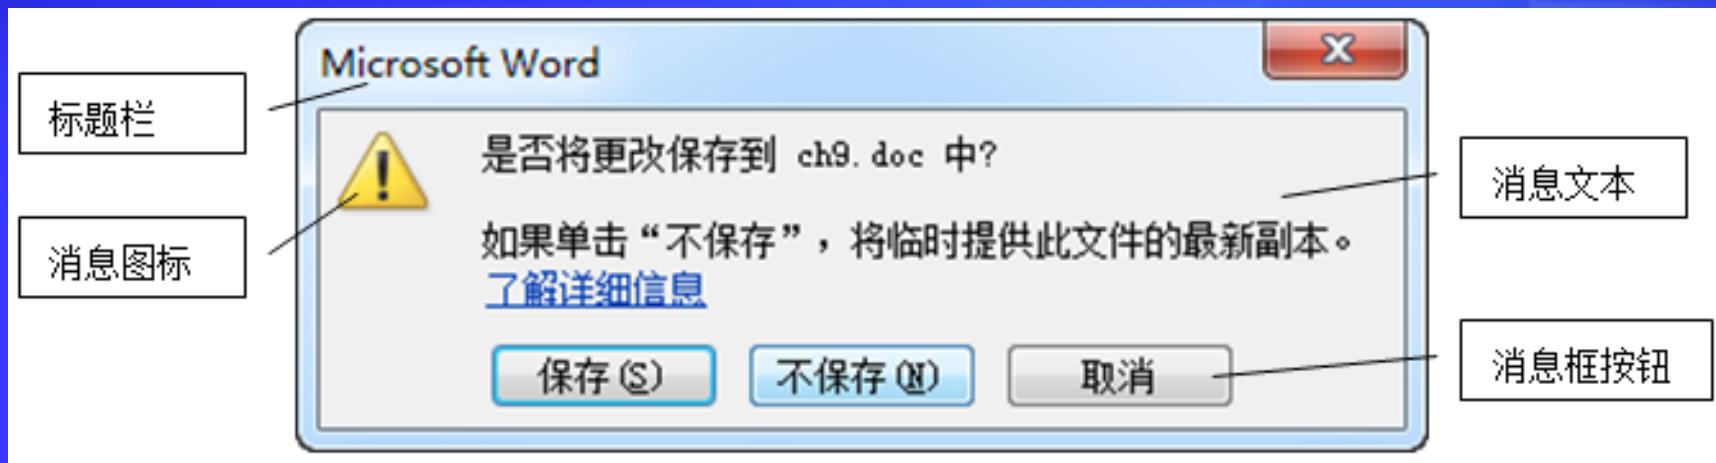 Microsoft Word
标题栏
是否将更改保存到 ch9.doc 中?
消息文本
消息图标
如果单击“不保存”，将临时提供此文件的最新副本。
了解详细信息
保存(S)
不保存(N)
取消
消息框按钮